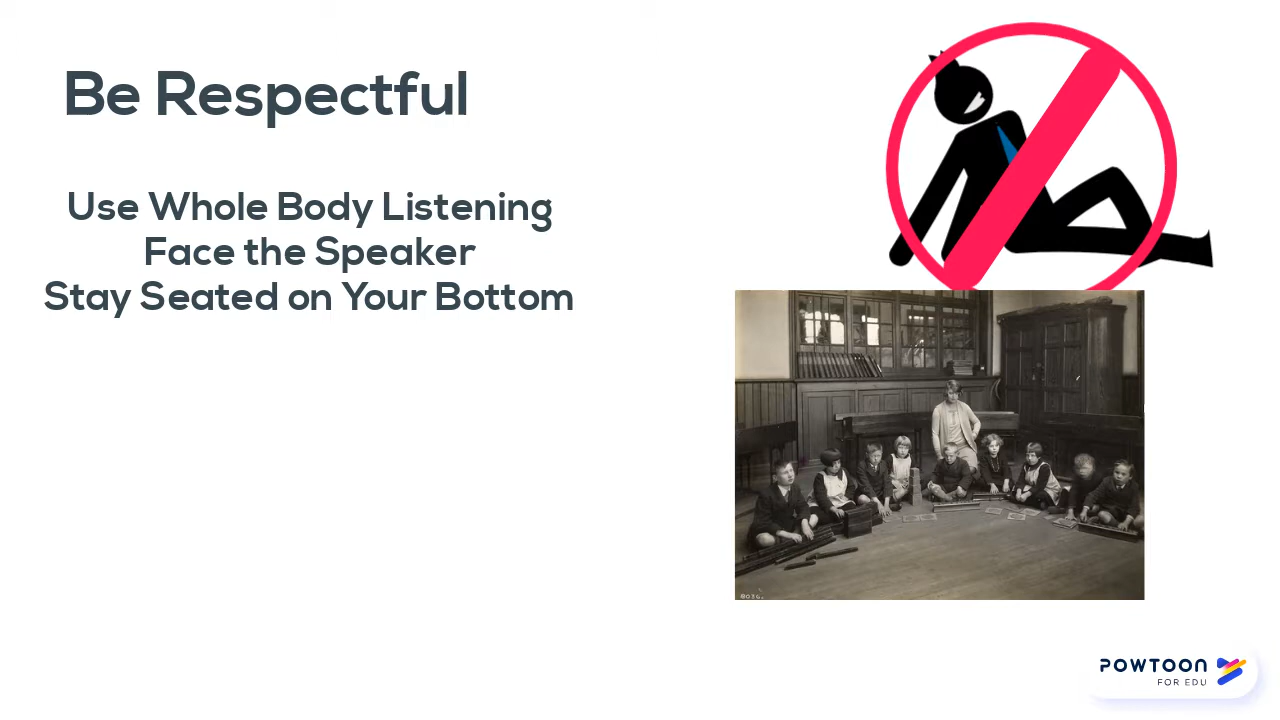 Be Respectful
Use Whole Body Listening
Face the Speaker
Stay Seated on Your Bottom
POWTOON
FOR EDU